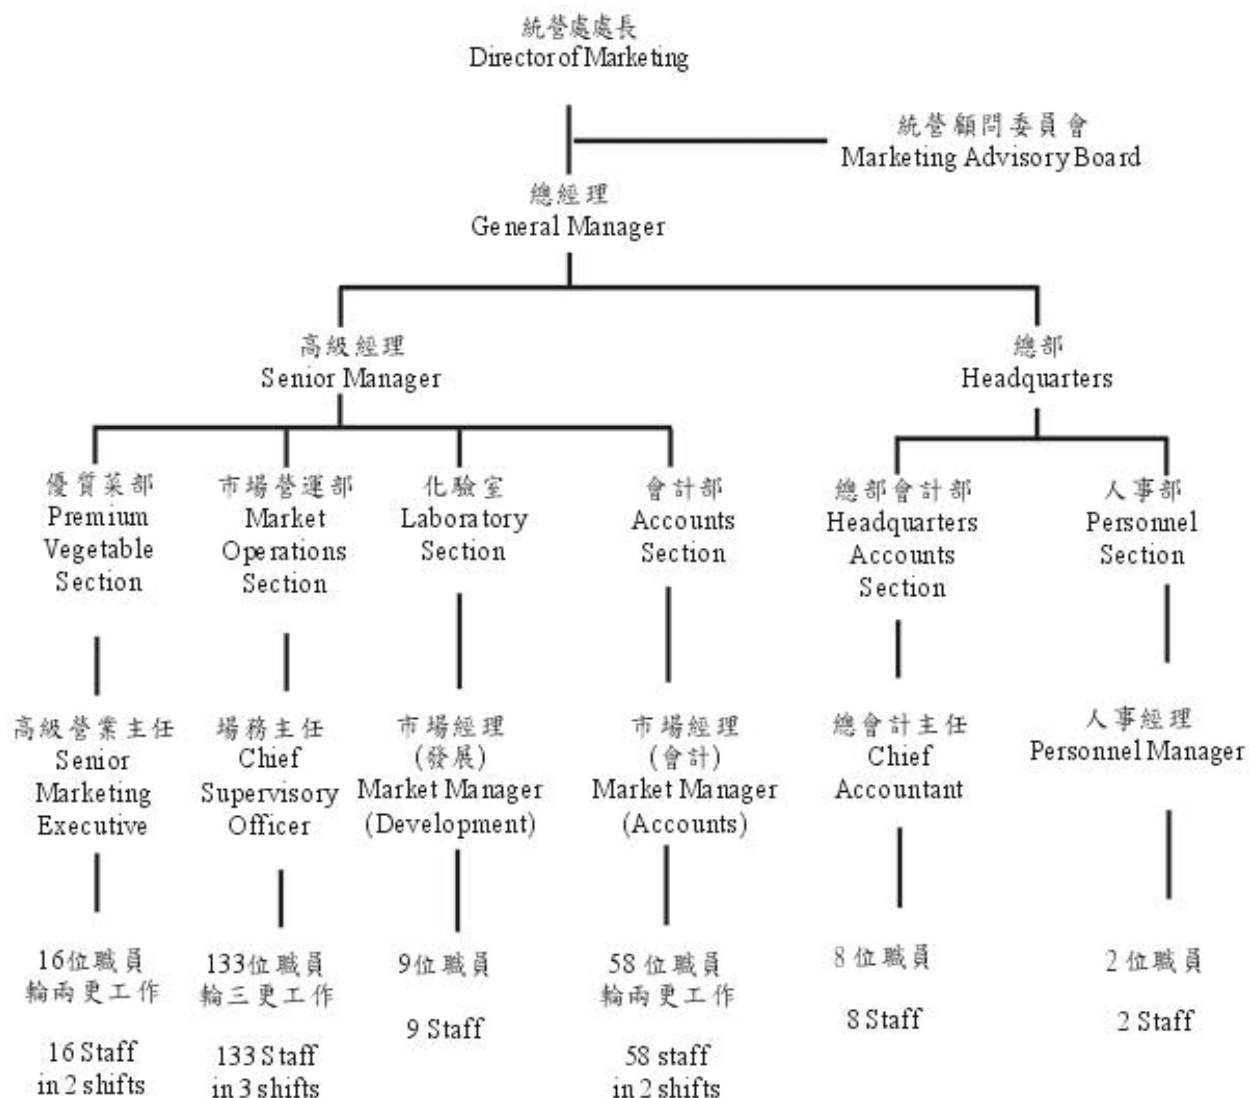 統營處處長
Director of Marketing
統營顧問委員會
Marketing Advisory Board
總經理
General Manager
高級經理
Senior Manager
總部
Headquarters
優質菜部
Premium
Vegetable
Section
市場營運部
Market
Operations
Section
化驗室
Laboratory
Section
會計部
Accounts
Section
總部會計部
Headquarters
Accounts
Section
人事部
Personnel
Section
高級營業主任
Senior
Marketing
Executive
場務主任
Chief
Supervisory
Officer
市場經理
(發展)
Market Manager
(Development)
市場經理
(會計)
Market Manager
(Accounts)
總會計主任
Chief
Accountant
人事經理
Personnel Manager
16位職員
輪兩更工作
16 Staff
in 2 shifts
133位職員
輪三更工作
133 Staff
in 3 shifts
9位職員
9 Staff
58 位職員
輪兩更工作
58 staff
in 2 shifts
8 位職員
8 Staff
2 位職員
2 Staff